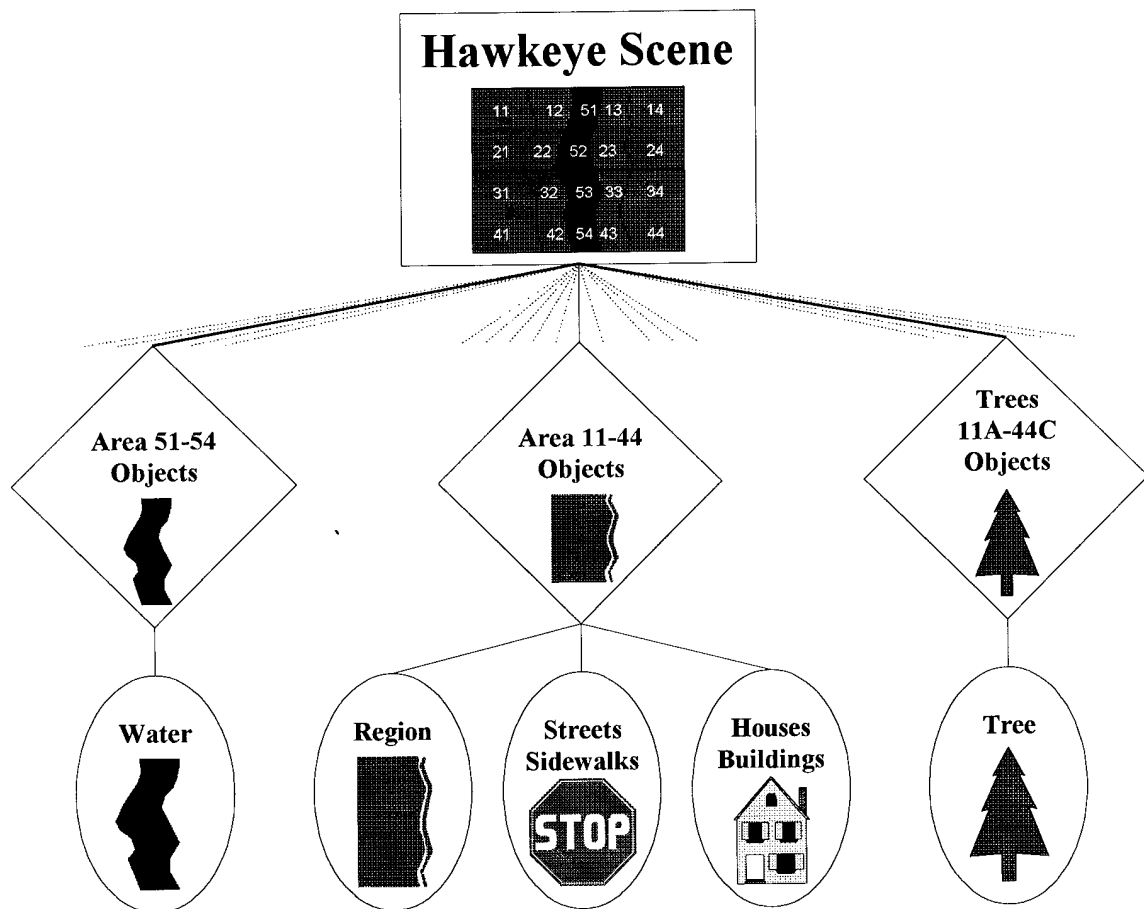 Hawkeye Scene
11 12 51 13 14
21 22 52 23 24
31 32 53 33 34
41 42 54 43 44
Area 51-54
Objects
Area 11-44
Objects
Trees
11A-44C
Objects
Water
Region
Streets
Sidewalks
STOP
Houses
Buildings
Tree